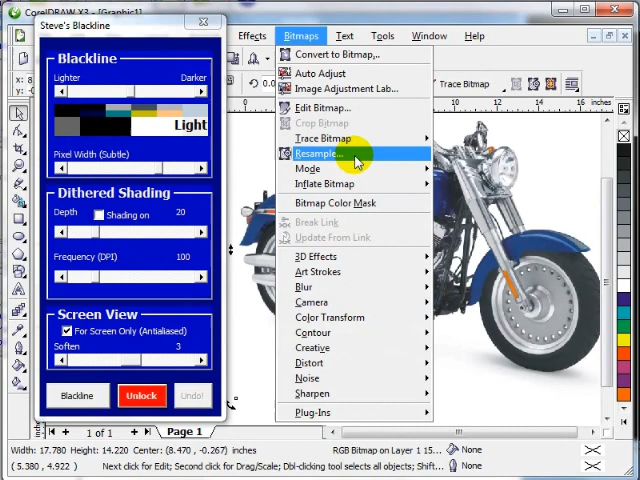 CorelDRAW X3 - [Graphic1]
Steve's Blackline
Effects Bitmaps Text Tools Window Help
Blackline
Lighter Darker
Light
Pixel Width (Subtle)
Dithered Shading
Depth Shading on 20
Frequency (DPI) 100
Screen View
For Screen Only (Antialiased)
Soften 3
Blackline Unlock Undo!
Convert to Bitmap...
Auto Adjust
Image Adjustment Lab...
Edit Bitmap...
Crop Bitmap
Trace Bitmap
Resample...
Mode
Inflate Bitmap
Bitmap Color Mask
Break Link
Update From Link
3D Effects
Art Strokes
Blur
Camera
Color Transform
Contour
Creative
Distort
Noise
Sharpen
Plug-Ins
Trace Bitmap
10 12 14 16
1 of 1 Page 1
Width: 17.780 Height: 14.220 Center: (8.470, -0.267) inches RGB Bitmap on Layer 1 15... None
(5.380, 4.922) Next click for Edit; Second click for Drag/Scale; Dbl-clicking tool selects all objects; Shift... None